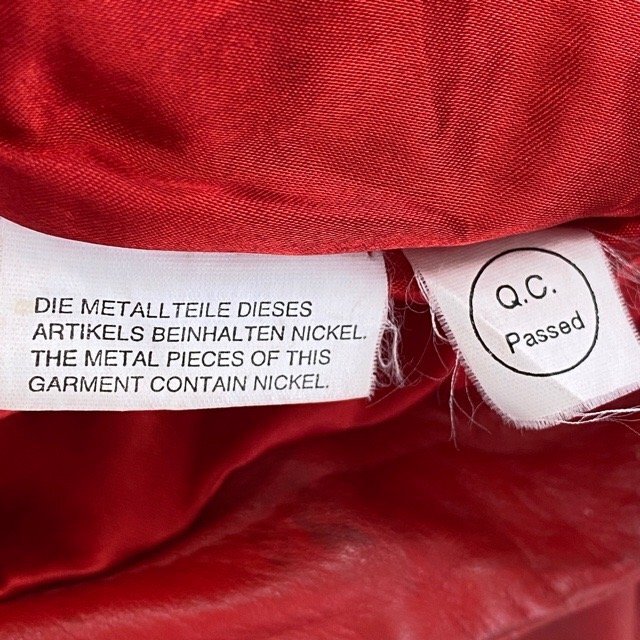 DIE METALLTEILE DIESES
ARTIKELS BEINHALTEN NICKEL.
THE METAL PIECES OF THIS
GARMENT CONTAIN NICKEL.
Q.C.
Passed